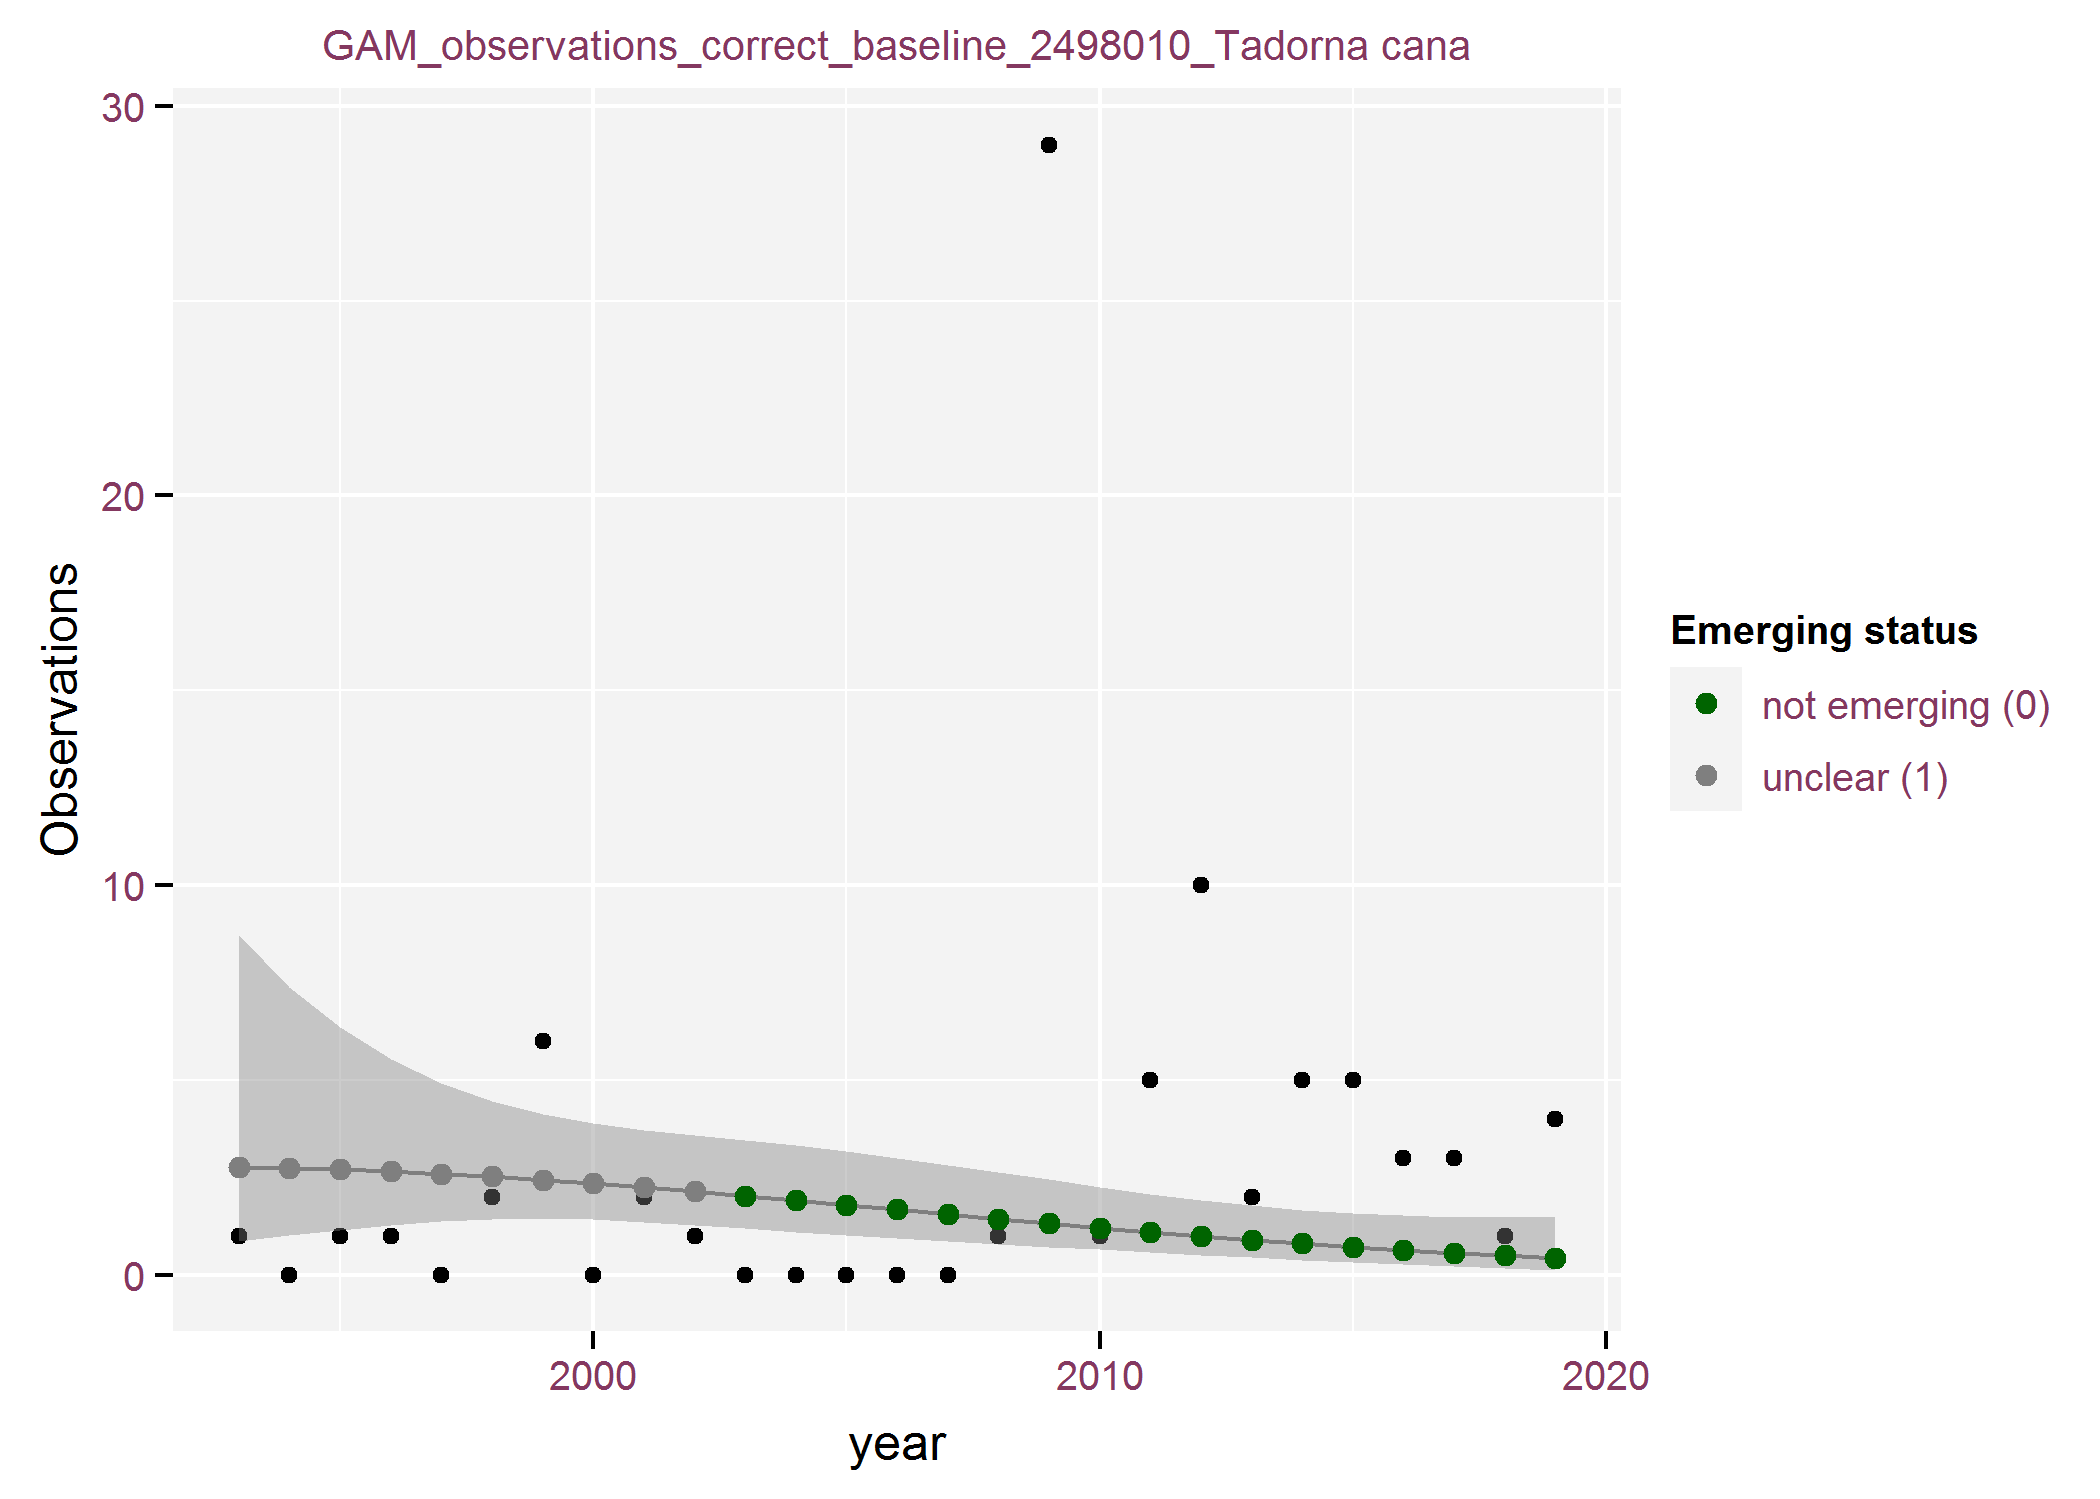 GAM_observations_correct_baseline_2498010_Tadorna cana
30
20
10
0
Observations
2000
2010
2020
year
Emerging status
not emerging (0)
unclear (1)